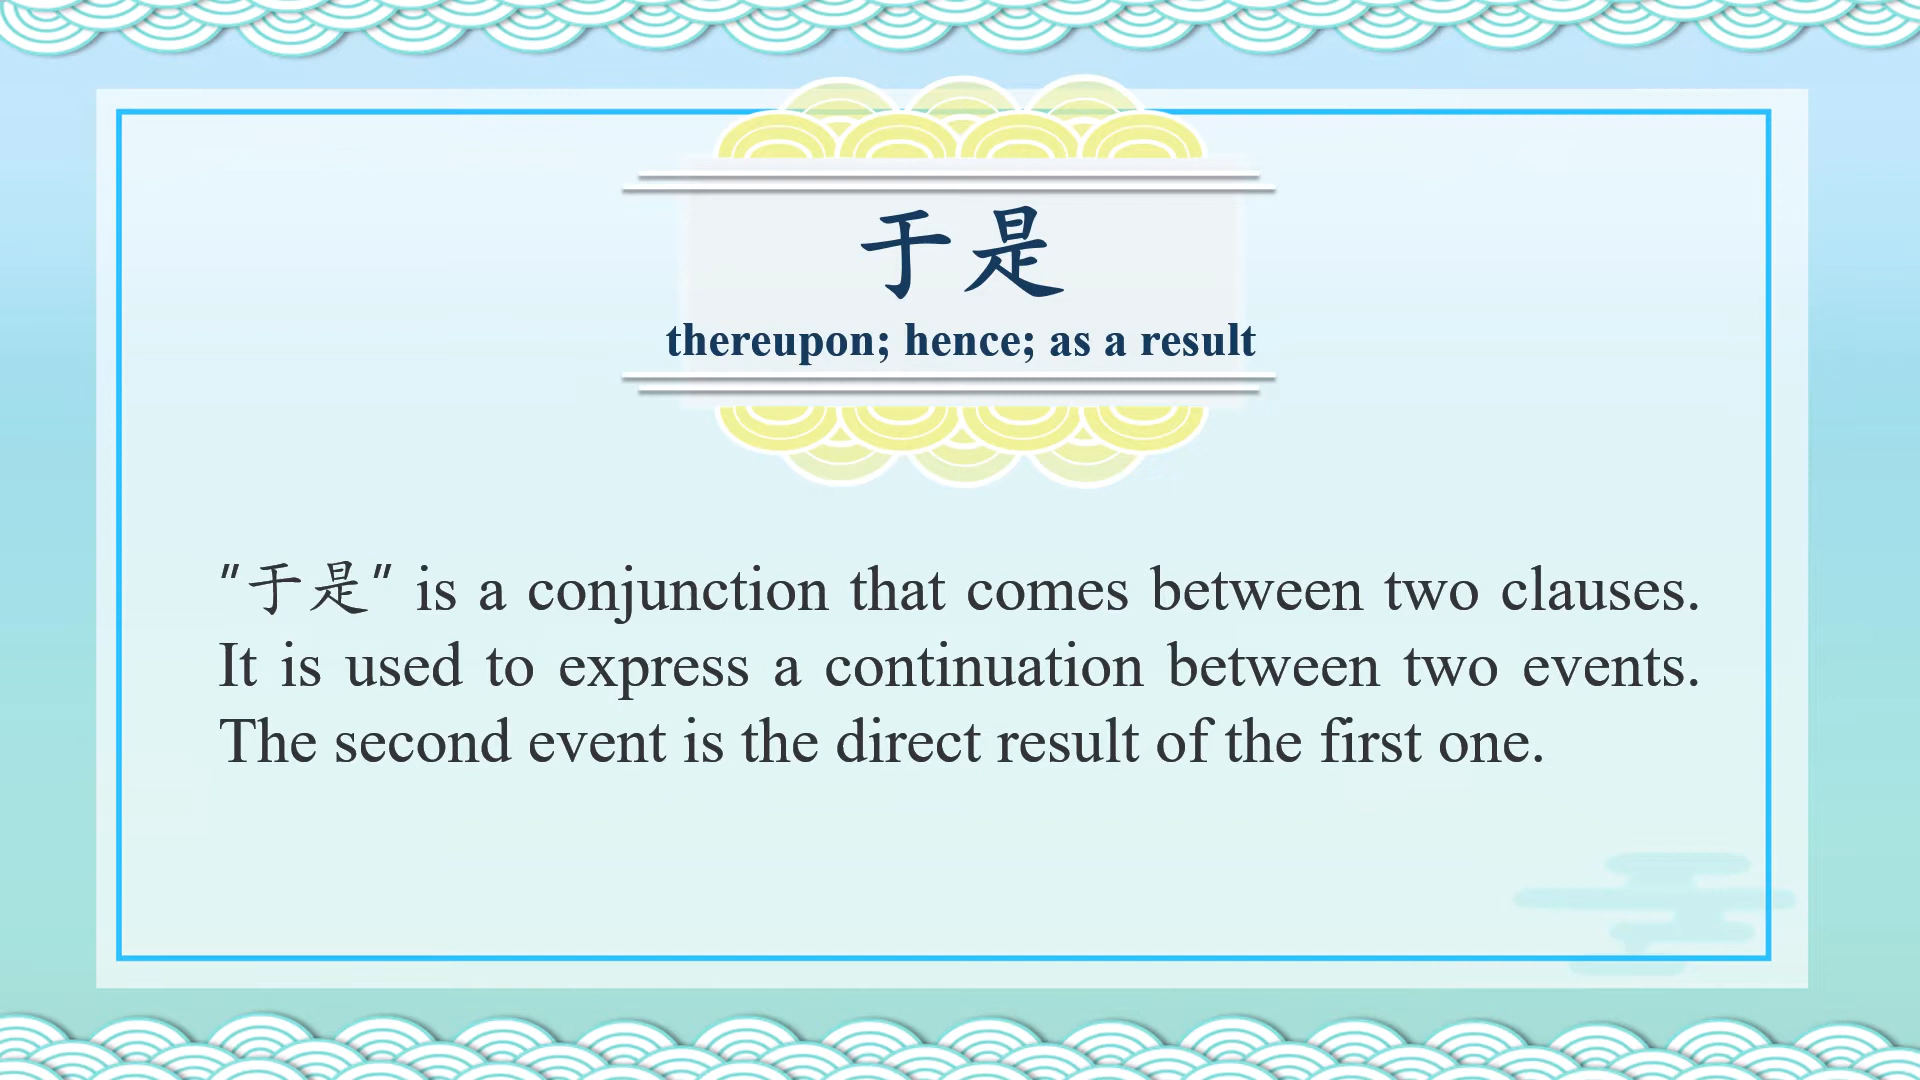 于是
thereupon; hence; as a result
"于是" is a conjunction that comes between two clauses.
It is used to express a continuation between two events.
The second event is the direct result of the first one.